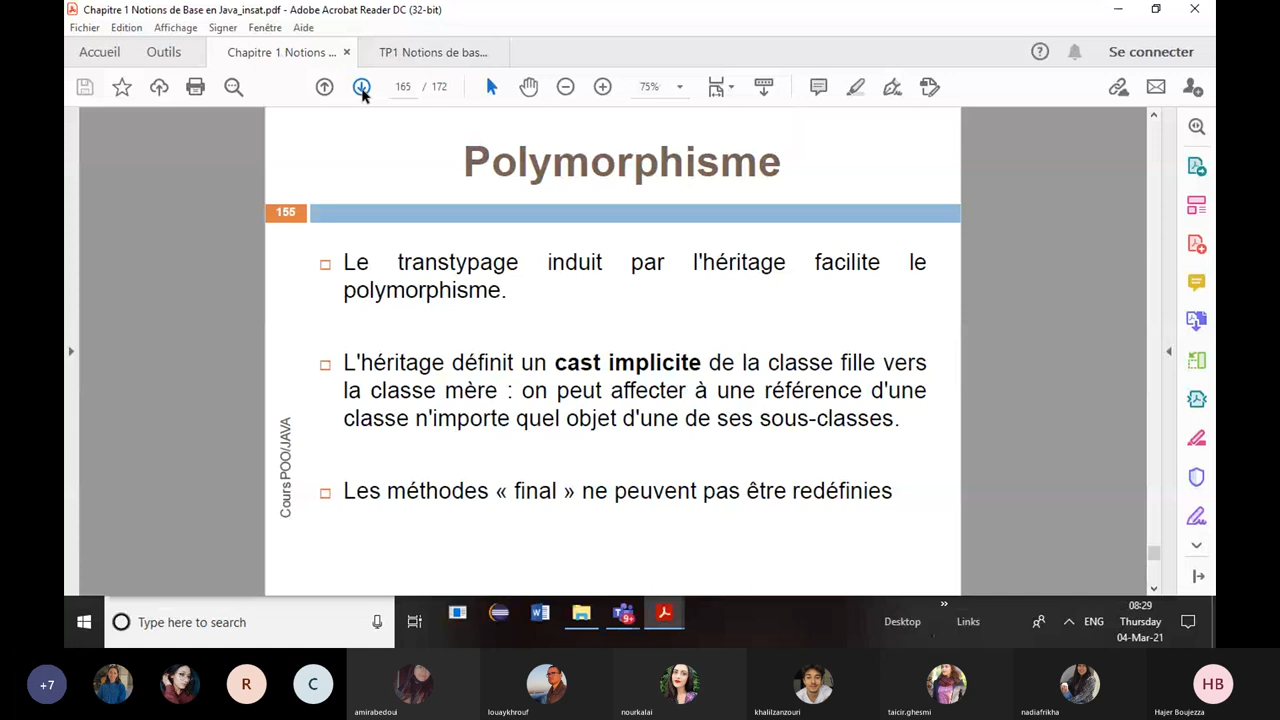 Chapitre 1 Notions de Base en Java_insat.pdf - Adobe Acrobat Reader DC (32-bit)
Fichier Edition Affichage Signer Fenêtre Aide
Accueil Outils Chapitre 1 Notions ... × TP1 Notions de bas... Se connecter
165 / 172 75%
Polymorphisme
155
Le transtypage induit par l'héritage facilite le
polymorphisme.
L'héritage définit un cast implicite de la classe fille vers
la classe mère : on peut affecter à une référence d'une
classe n'importe quel objet d'une de ses sous-classes.
Les méthodes « final » ne peuvent pas être redéfinies
Cours POO/JAVA
Type here to search
9+
Desktop
Links
ENG
08:29
Thursday
04-Mar-21
+7
R
C
HB
amirabedoui
louaykhrouf
nourkalai
khalilzanzouri
taicir.ghesmi
nadiafrikha
Hajer Boujezza